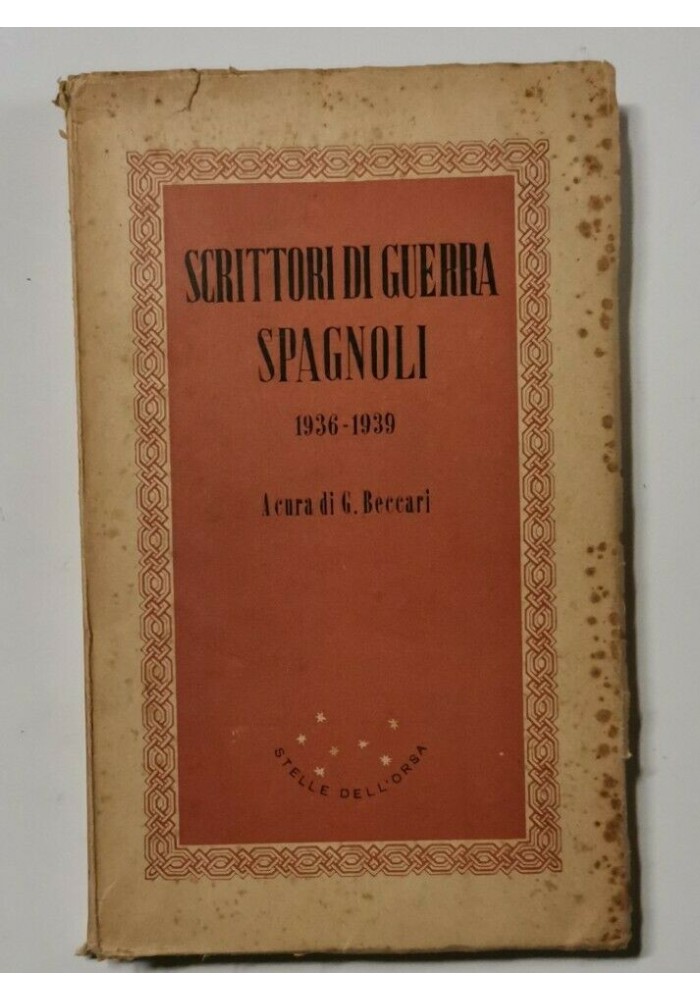 SCRITTORI DI GUERRA
SPAGNOLI
1936-1939
A cura di G. Beccari
STELLE DELL'ORSA